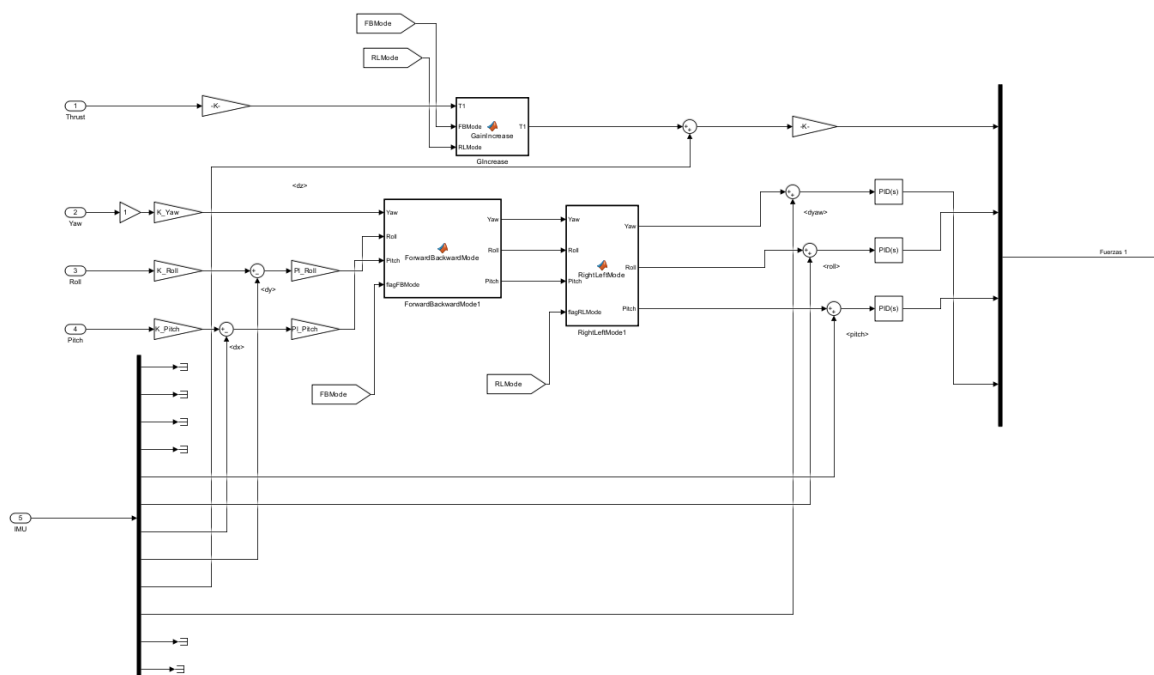 FBMode
RLMode
1
Thrust
-K-
T1
FBMode
RLMode
GainIncrease
T1
GIncrease
-K-
<dz>
2
Yaw
1
K_Yaw
Yaw
Roll
Pitch
flagFBMode
ForwardBackwardMode
Yaw
Roll
Pitch
ForwardBackwardMode1
Yaw
Roll
Pitch
flagRLMode
RightLeftMode
Yaw
Roll
Pitch
RightLeftMode1
<dyaw>
PID(s)
3
Roll
K_Roll
<dy>
PI_Roll
<roll>
PID(s)
4
Pitch
K_Pitch
<dx>
PI_Pitch
<pitch>
PID(s)
Fuerzas 1
FBMode
RLMode
5
IMU